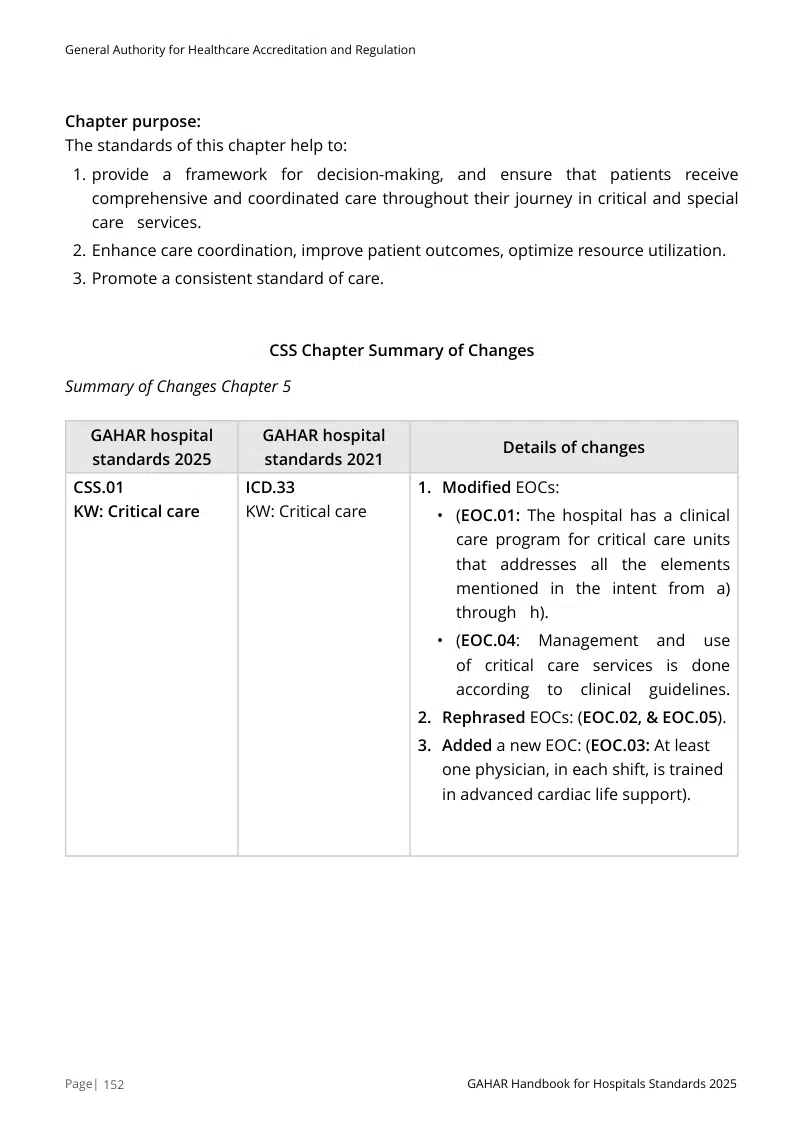 General Authority for Healthcare Accreditation and Regulation
Chapter purpose:
The standards of this chapter help to:
1. provide a framework for decision-making, and ensure that patients receive
comprehensive and coordinated care throughout their journey in critical and special
care services.
2. Enhance care coordination, improve patient outcomes, optimize resource utilization.
3. Promote a consistent standard of care.
CSS Chapter Summary of Changes
Summary of Changes Chapter 5
GAHAR hospital
standards 2025
GAHAR hospital
standards 2021
Details of changes
CSS.01
KW: Critical care
ICD.33
KW: Critical care
1. Modified EOCs:
• (EOC.01: The hospital has a clinical
care program for critical care units
that addresses all the elements
mentioned in the intent from a)
through h).
• (EOC.04: Management and use
of critical care services is done
according to clinical guidelines.
2. Rephrased EOCs: (EOC.02, & EOC.05).
3. Added a new EOC: (EOC.03: At least
one physician, in each shift, is trained
in advanced cardiac life support).
Page| 152
GAHAR Handbook for Hospitals Standards 2025